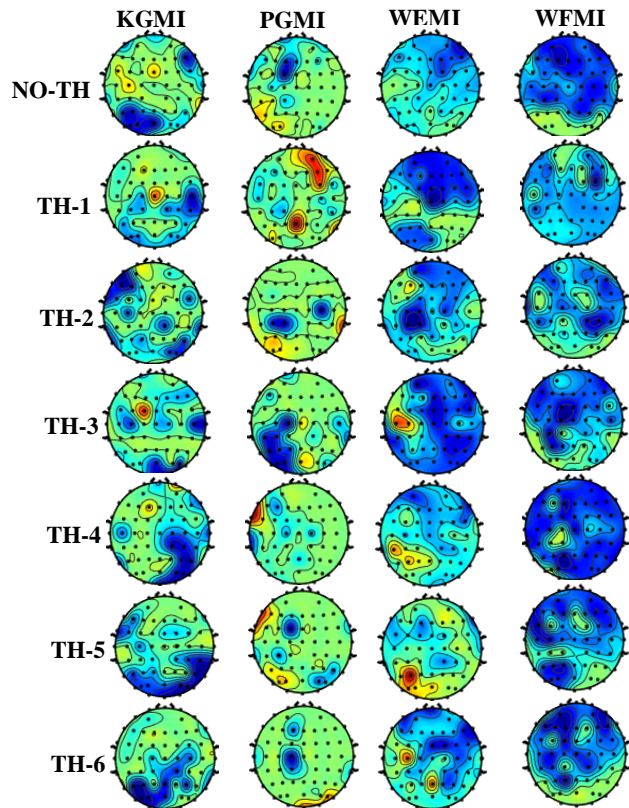 KGMI PGMI WEMI WFMI
NO-TH
TH-1
TH-2
TH-3
TH-4
TH-5
TH-6